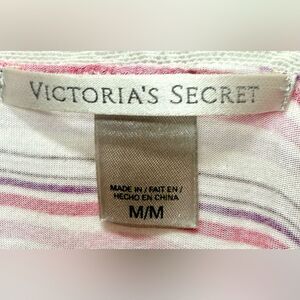 VICTORIA'S SECRET
MADE IN / FAIT EN /
HECHO EN CHINA
M/M